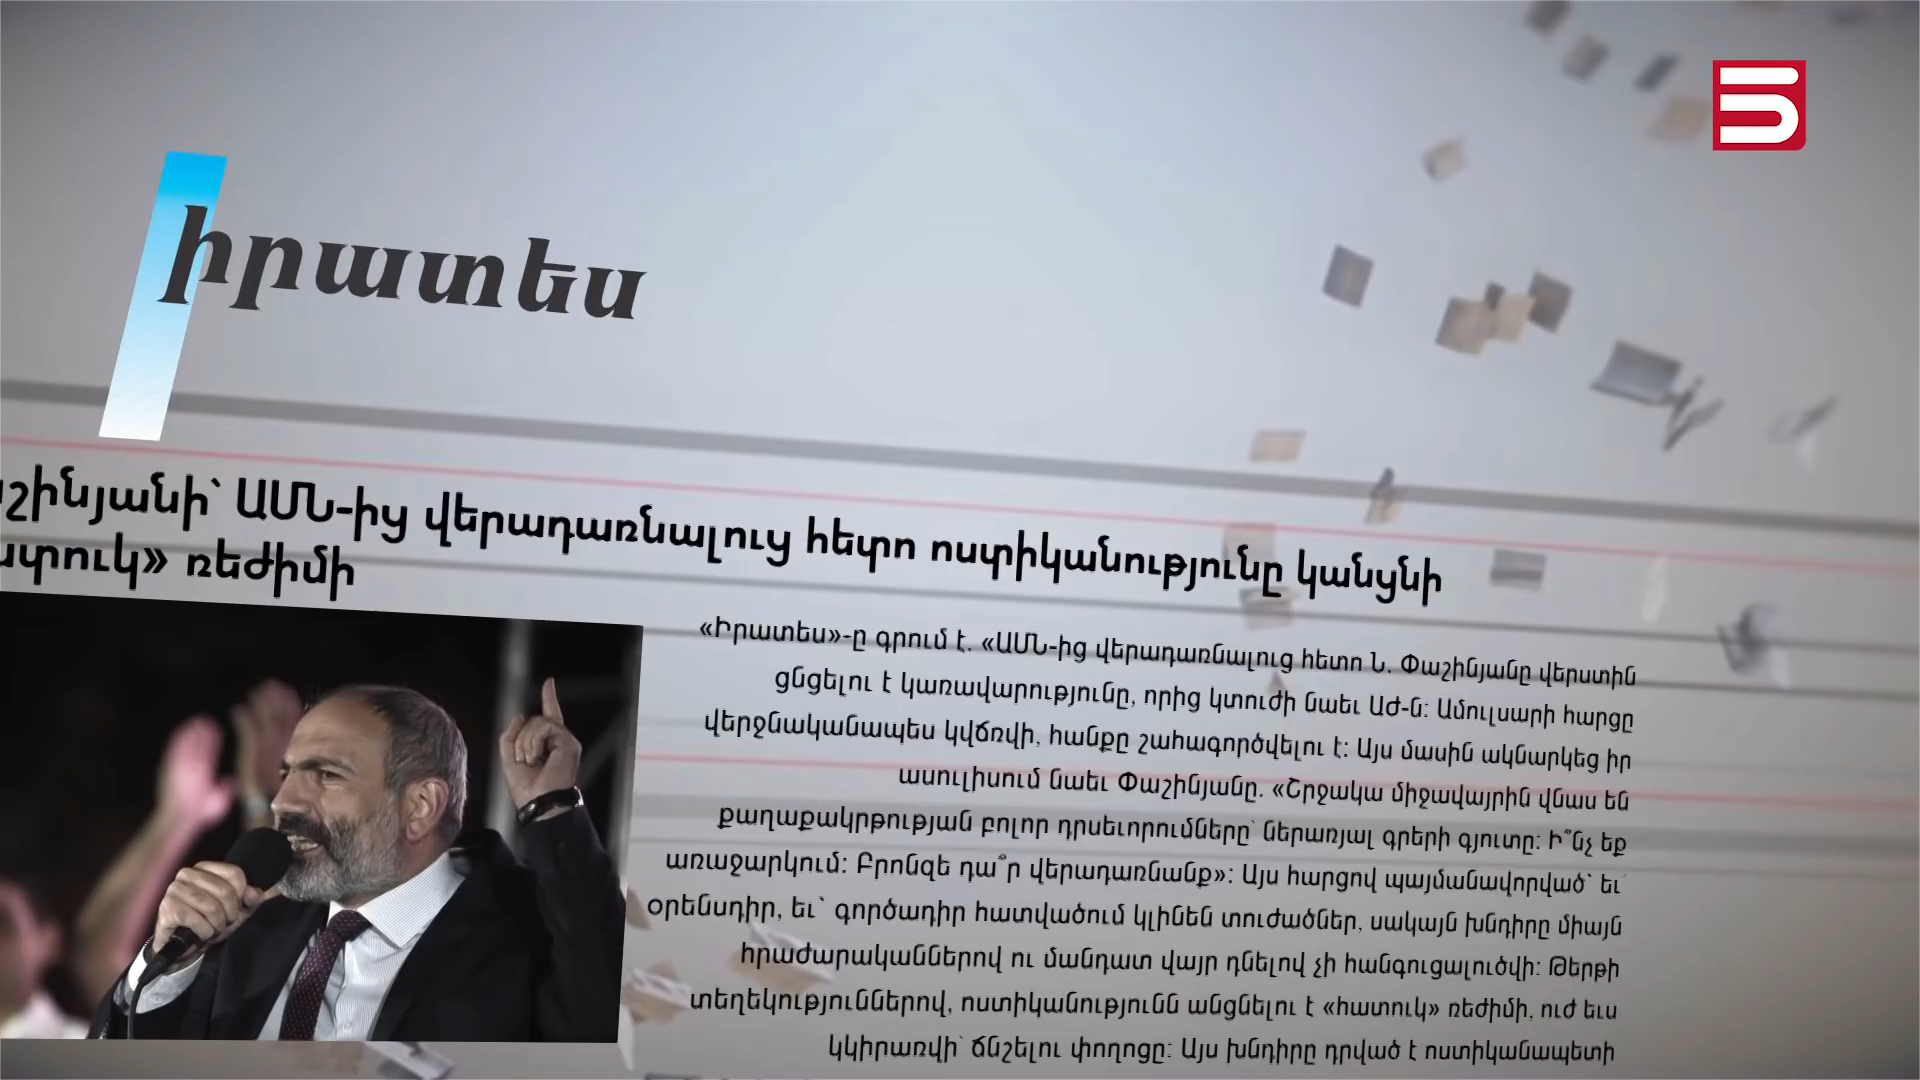 իրատես
շինյանի՝ ԱՄՆ-ից վերադառնալուց հետո ոստիկանությունը կանցնի
ատուկ» ռեժիմի
«Իրատես»-ը գրում է. «ԱՄՆ-ից վերադառնալուց հետո Ն. Փաշինյանը վերստին
ցնցելու է կառավարությունը, որից կտուժի նաեւ ԱԺ-ն: Ամուլսարի հարցը
վերջնականապես կվճռվի, հանքը շահագործվելու է: Այս մասին ակնարկեց իր
ասուլիսում նաեւ Փաշինյանը. «Շրջակա միջավայրին վնաս են
քաղաքակրթության բոլոր դրսեւորումները՝ ներառյալ գրերի գյուտը: Ի՞նչ եք
առաջարկում: Բրոնզե դա՞ր վերադառնանք»: Այս հարցով պայմանավորված՝ եւ՛
օրենսդիր, եւ՛ գործադիր հատվածում կլինեն տուժածներ, սակայն խնդիրը միայն
հրաժարականներով ու մանդատ վայր դնելով չի հանգուցալուծվի: Թերթի
տեղեկություններով, ոստիկանությունն անցնելու է «հատուկ» ռեժիմի, ուժ եւս
կկիրառվի՝ ճնշելու փողոցը: Այս խնդիրը դրված է ոստիկանապետի